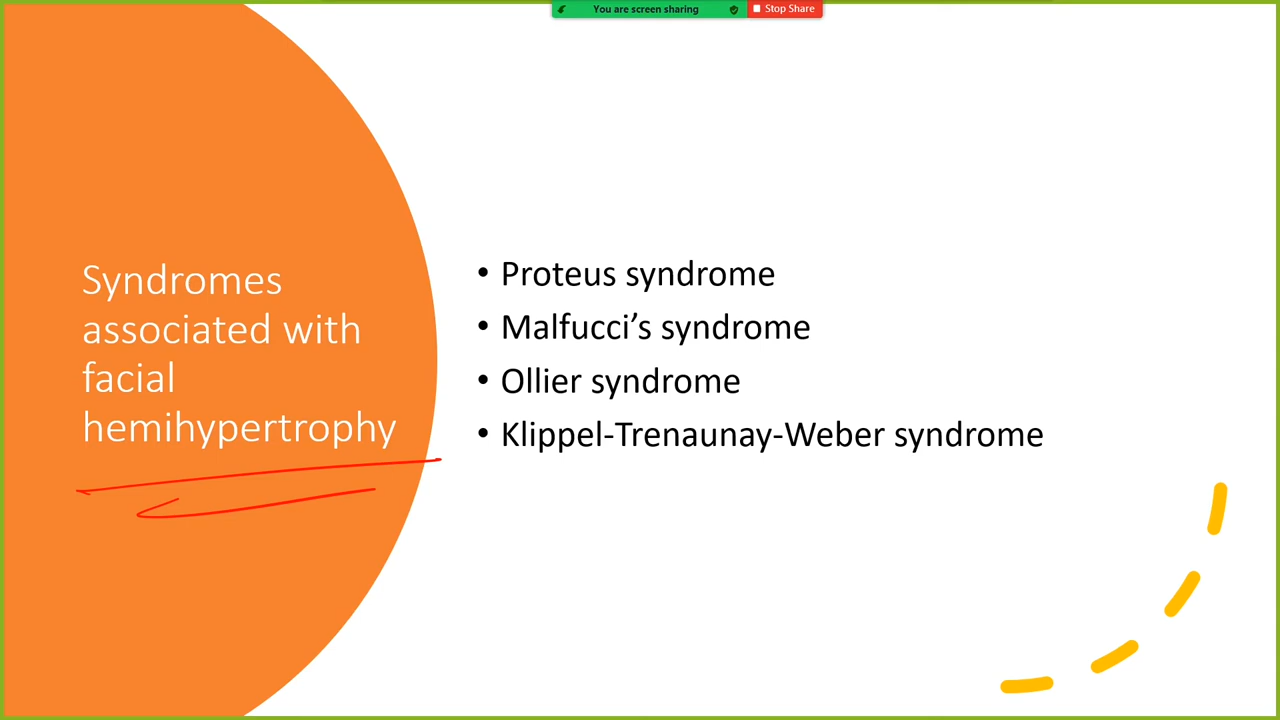 You are screen sharing
Stop Share
Syndromes
associated with
facial
hemihypertrophy
• Proteus syndrome
• Malfucci’s syndrome
• Ollier syndrome
• Klippel-Trenaunay-Weber syndrome